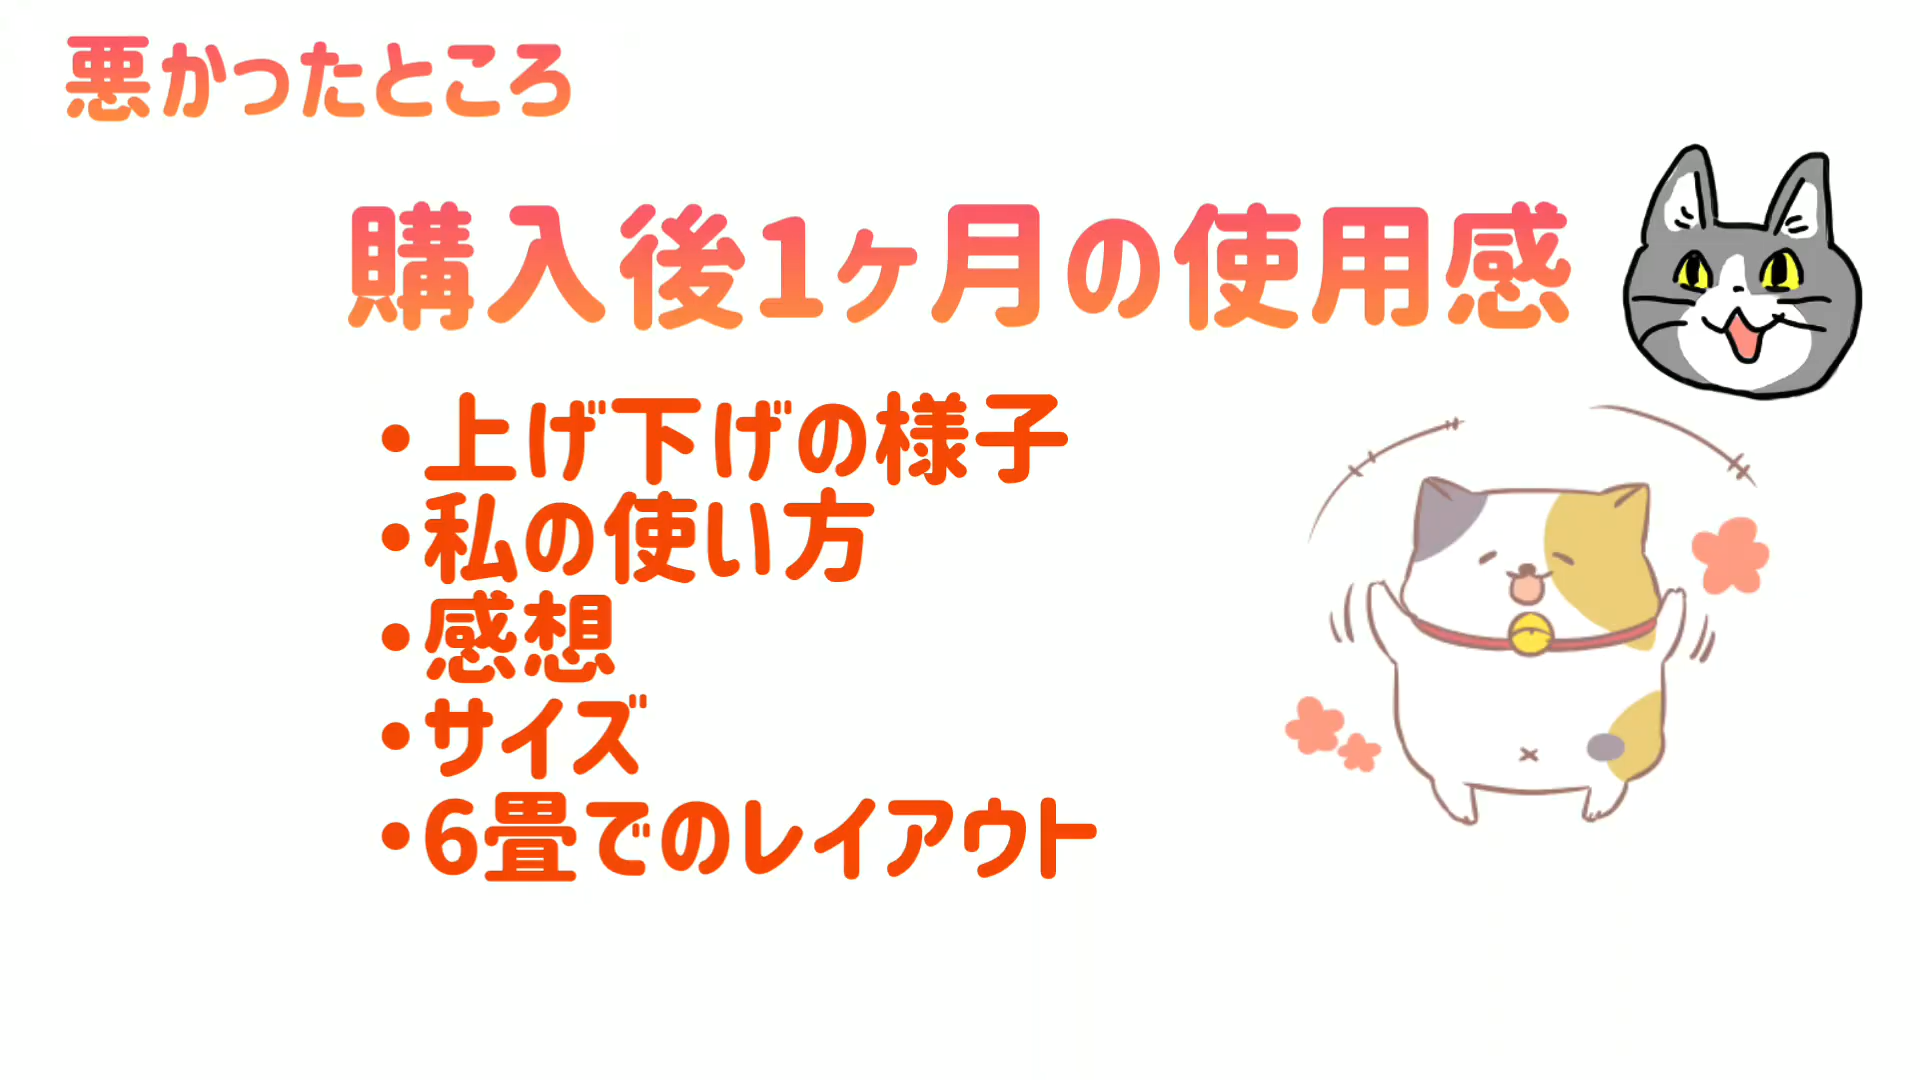 悪かったところ
購入後1ヶ月の使用感
・上げ下げの様子
・私の使い方
・感想
・サイズ
・6畳でのレイアウト